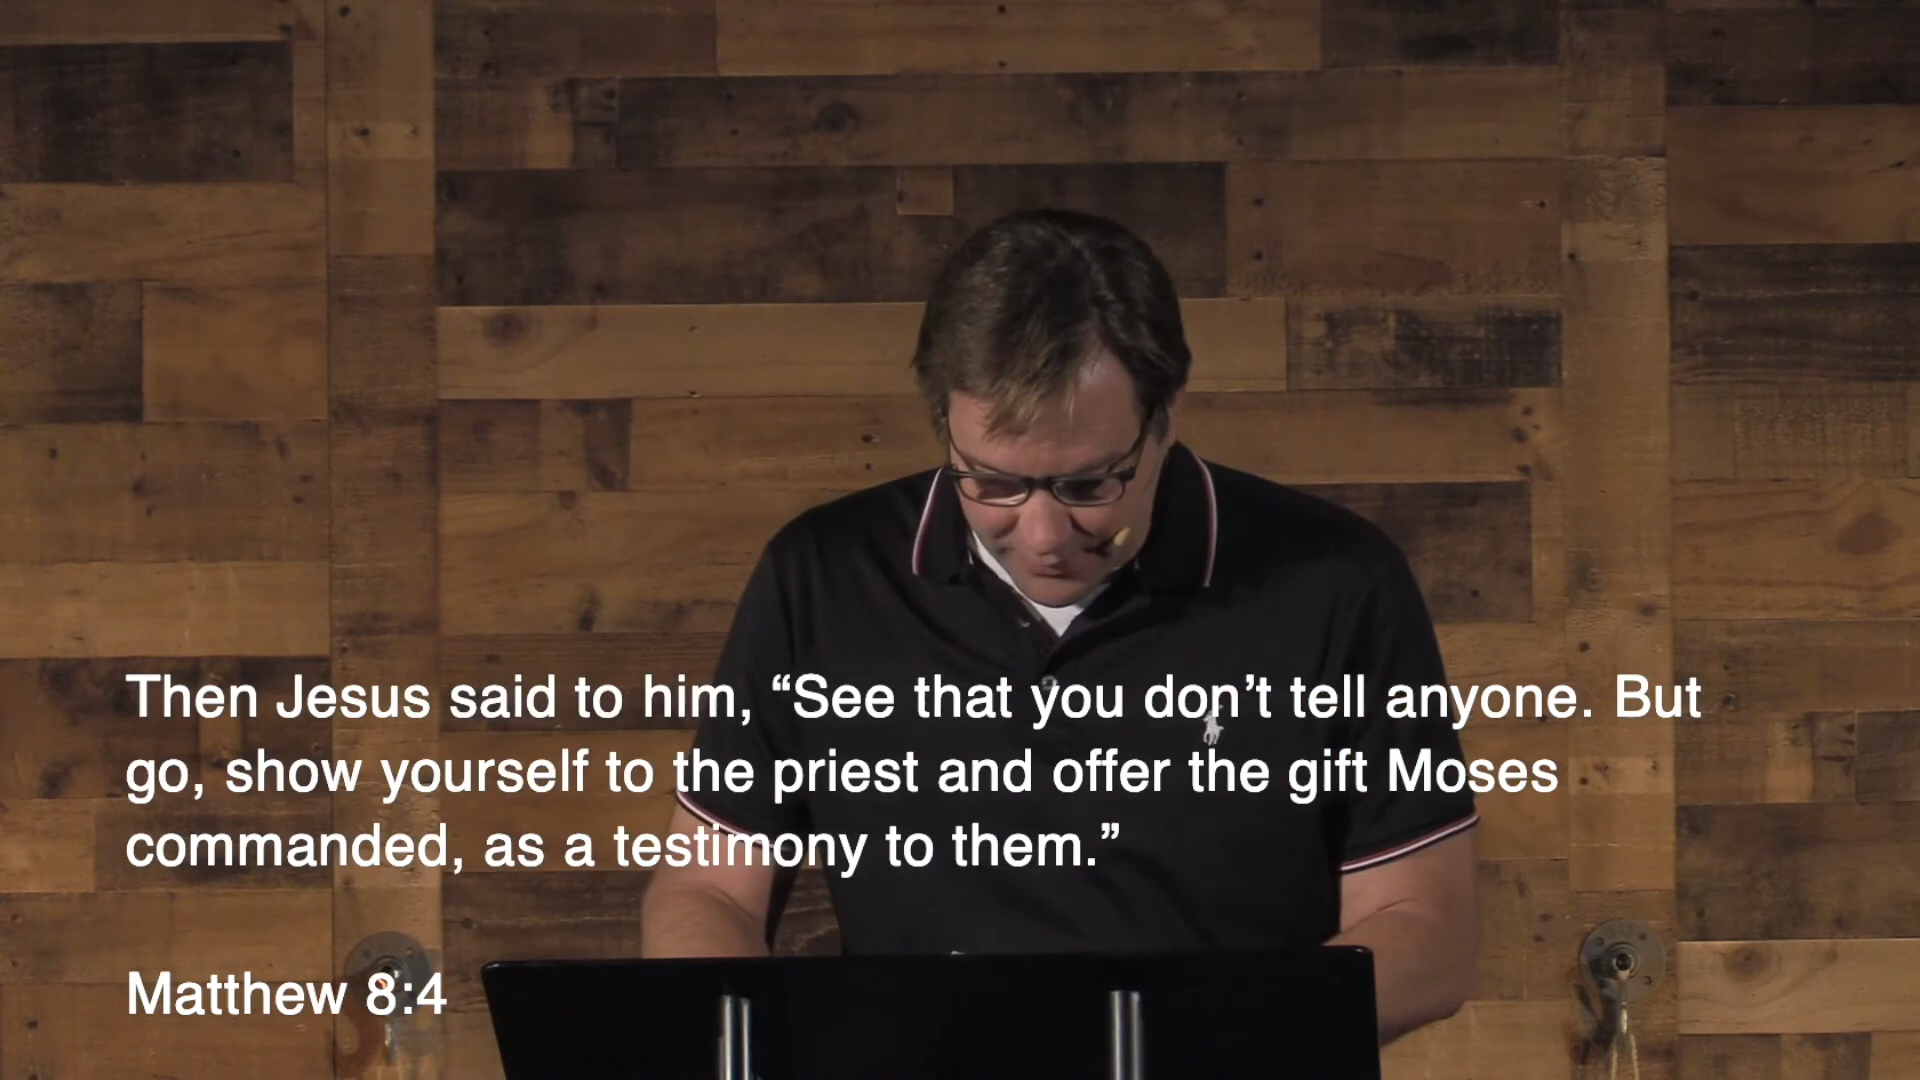 Then Jesus said to him, “See that you don’t tell anyone. But
go, show yourself to the priest and offer the gift Moses
commanded, as a testimony to them.”
Matthew 8:4